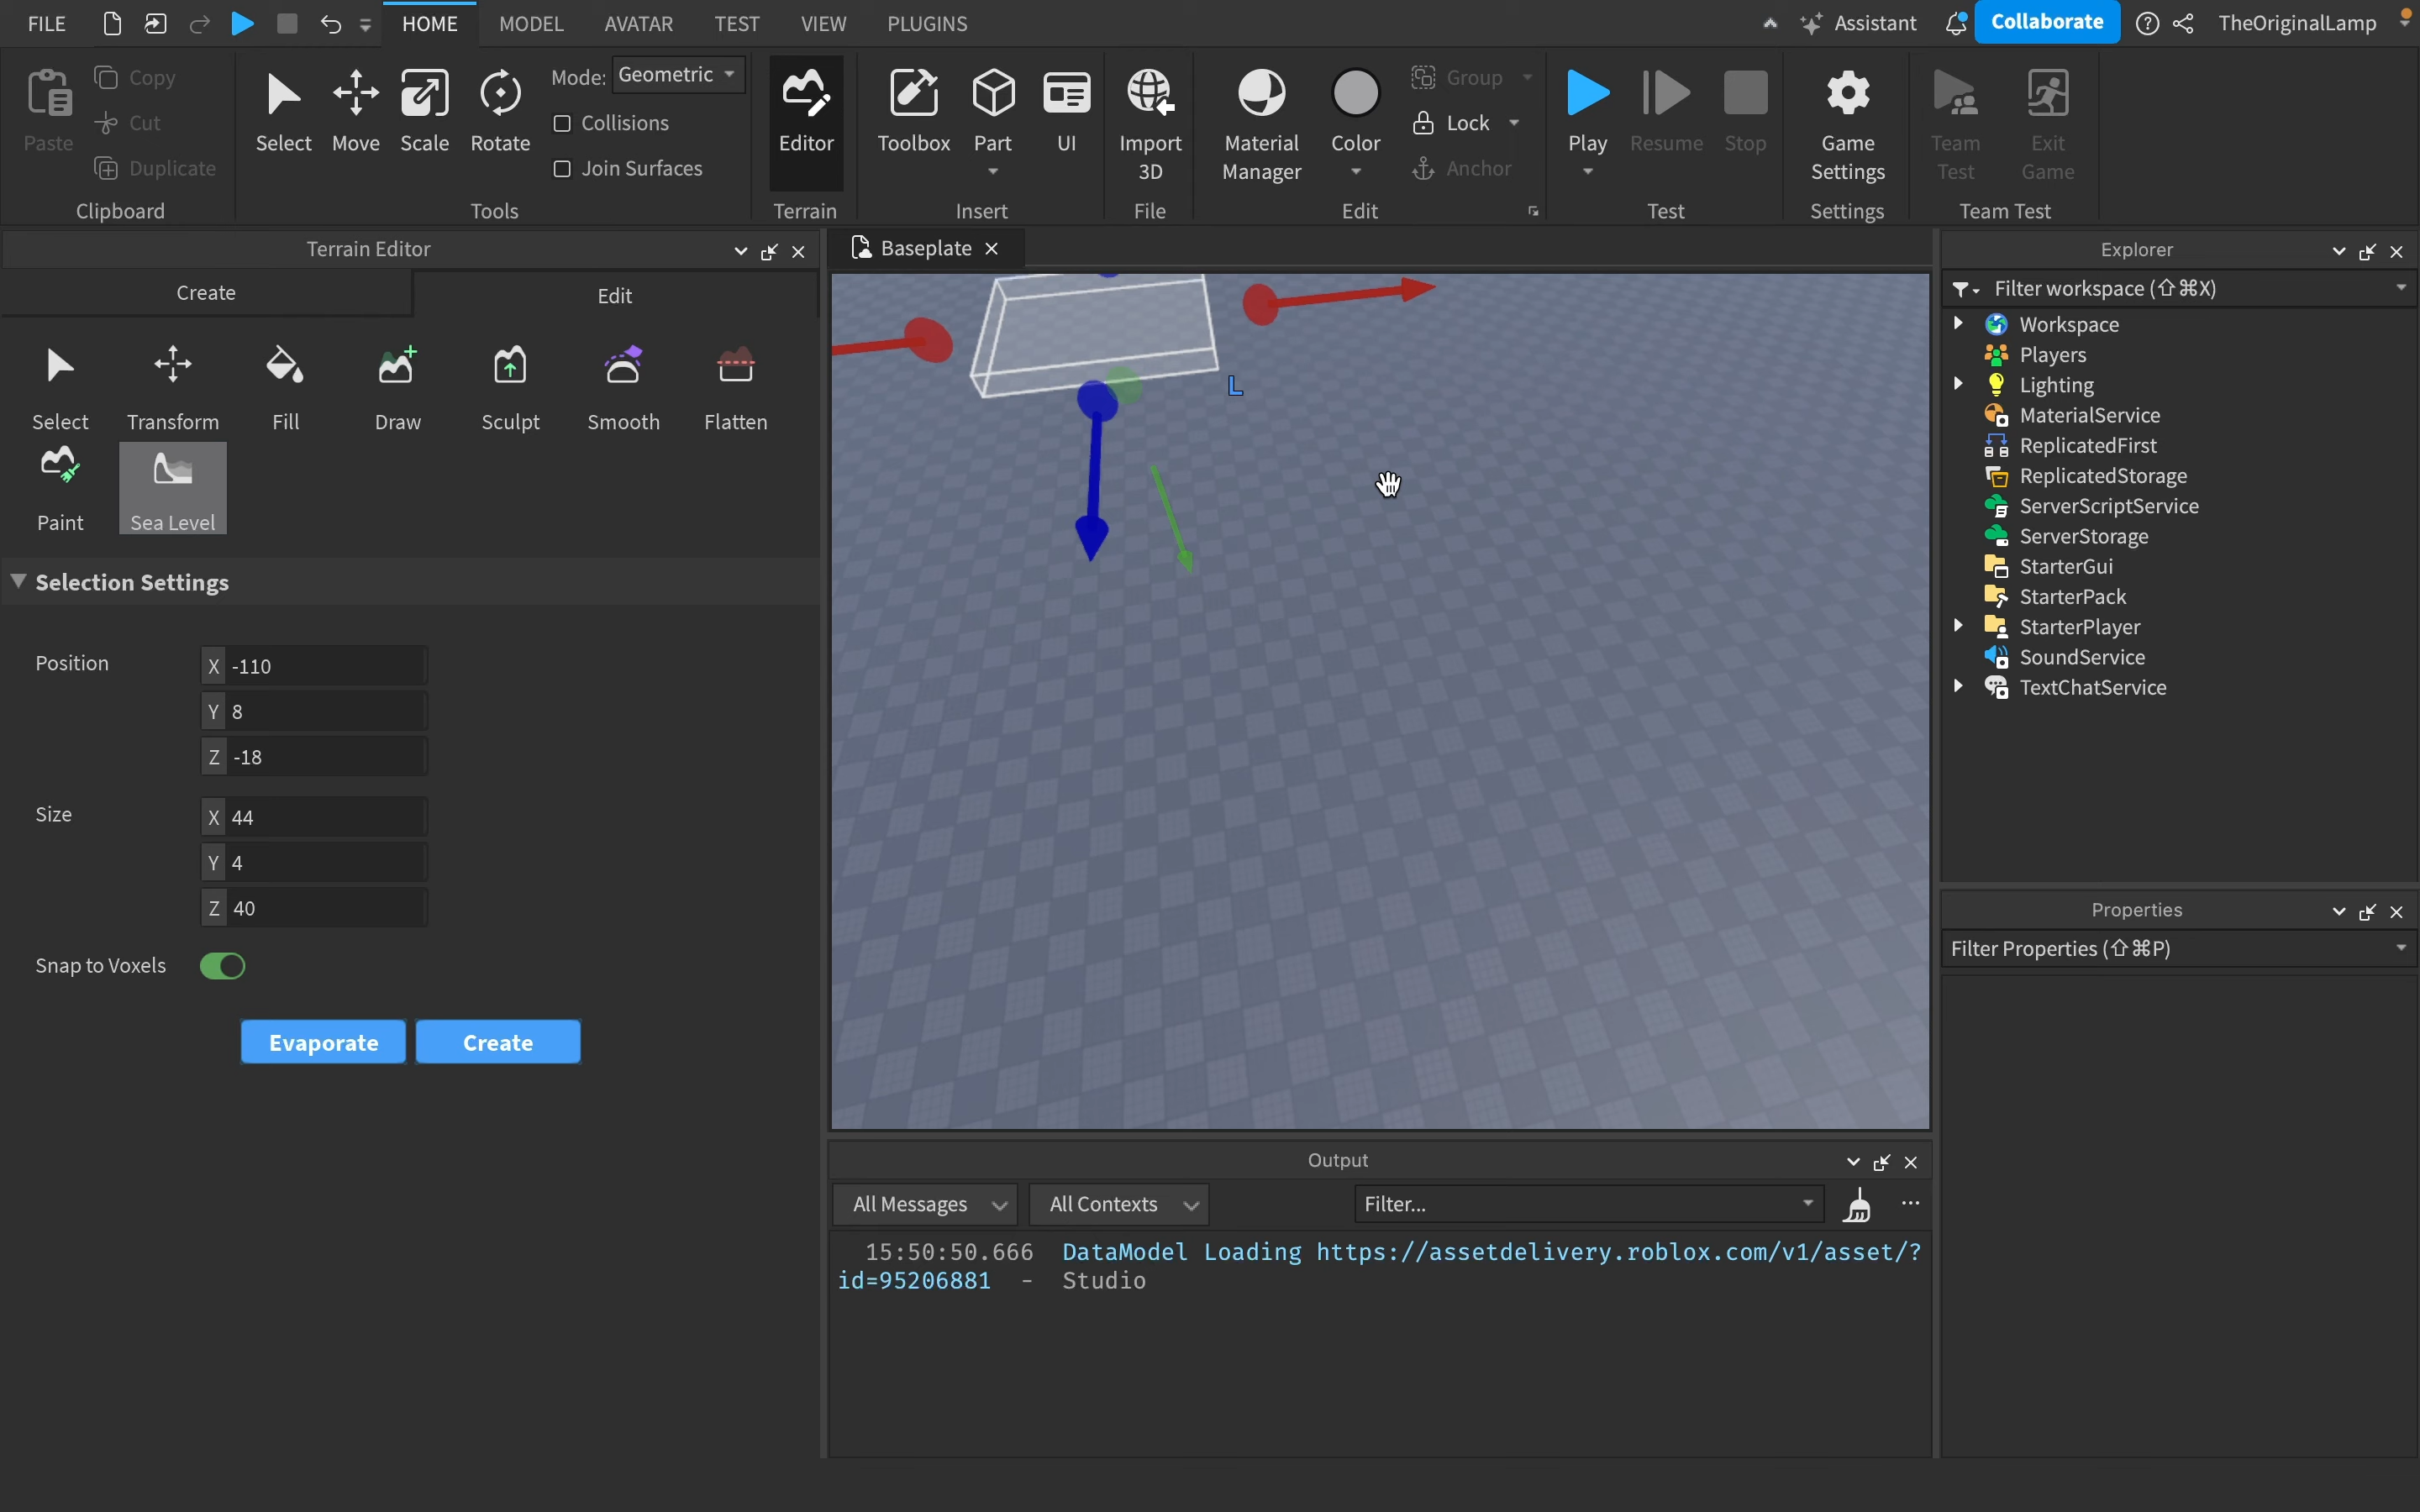 FILE HOME MODEL AVATAR TEST VIEW PLUGINS Assistant Collaborate TheOriginalLamp
Paste Copy Cut Duplicate
Clipboard
Select Move Scale Rotate
Mode: Geometric
Collisions
Join Surfaces
Tools
Editor
Terrain
Toolbox Part UI
Insert
Import
3D
File
Material
Manager
Color
Group
Lock
Anchor
Edit
Play Resume Stop
Test
Game
Settings
Settings
Team
Test
Exit
Game
Team Test
Terrain Editor
Create Edit
Select Transform Fill Draw Sculpt Smooth Flatten
Paint Sea Level
Selection Settings
Position X -110
Y 8
Z -18
Size X 44
Y 4
Z 40
Snap to Voxels
Evaporate Create
Baseplate
L
Output
All Messages All Contexts Filter...
15:50:50.666 DataModel Loading https://assetdelivery.roblox.com/v1/asset/?
id=95206881 - Studio
Explorer
Filter workspace (⇧⌘X)
Workspace
Players
Lighting
MaterialService
ReplicatedFirst
ReplicatedStorage
ServerScriptService
ServerStorage
StarterGui
StarterPack
StarterPlayer
SoundService
TextChatService
Properties
Filter Properties (⇧⌘P)